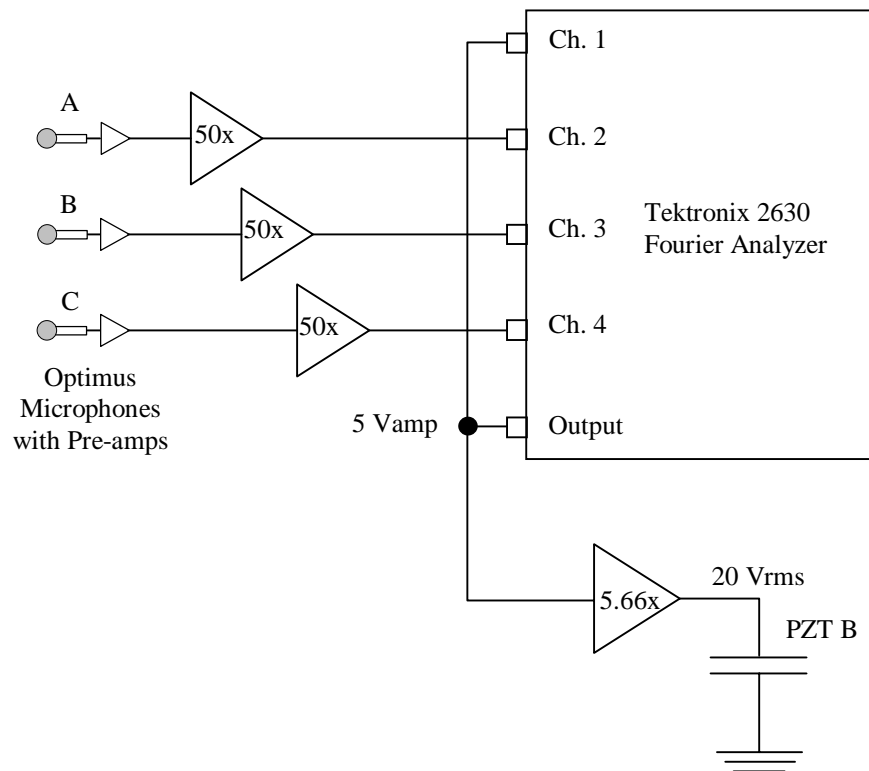 Ch. 1
A
50x
Ch. 2
B
50x
Ch. 3
Tektronix 2630
Fourier Analyzer
C
50x
Ch. 4
Optimus
Microphones
with Pre-amps
5 Vamp
Output
5.66x
20 Vrms
PZT B